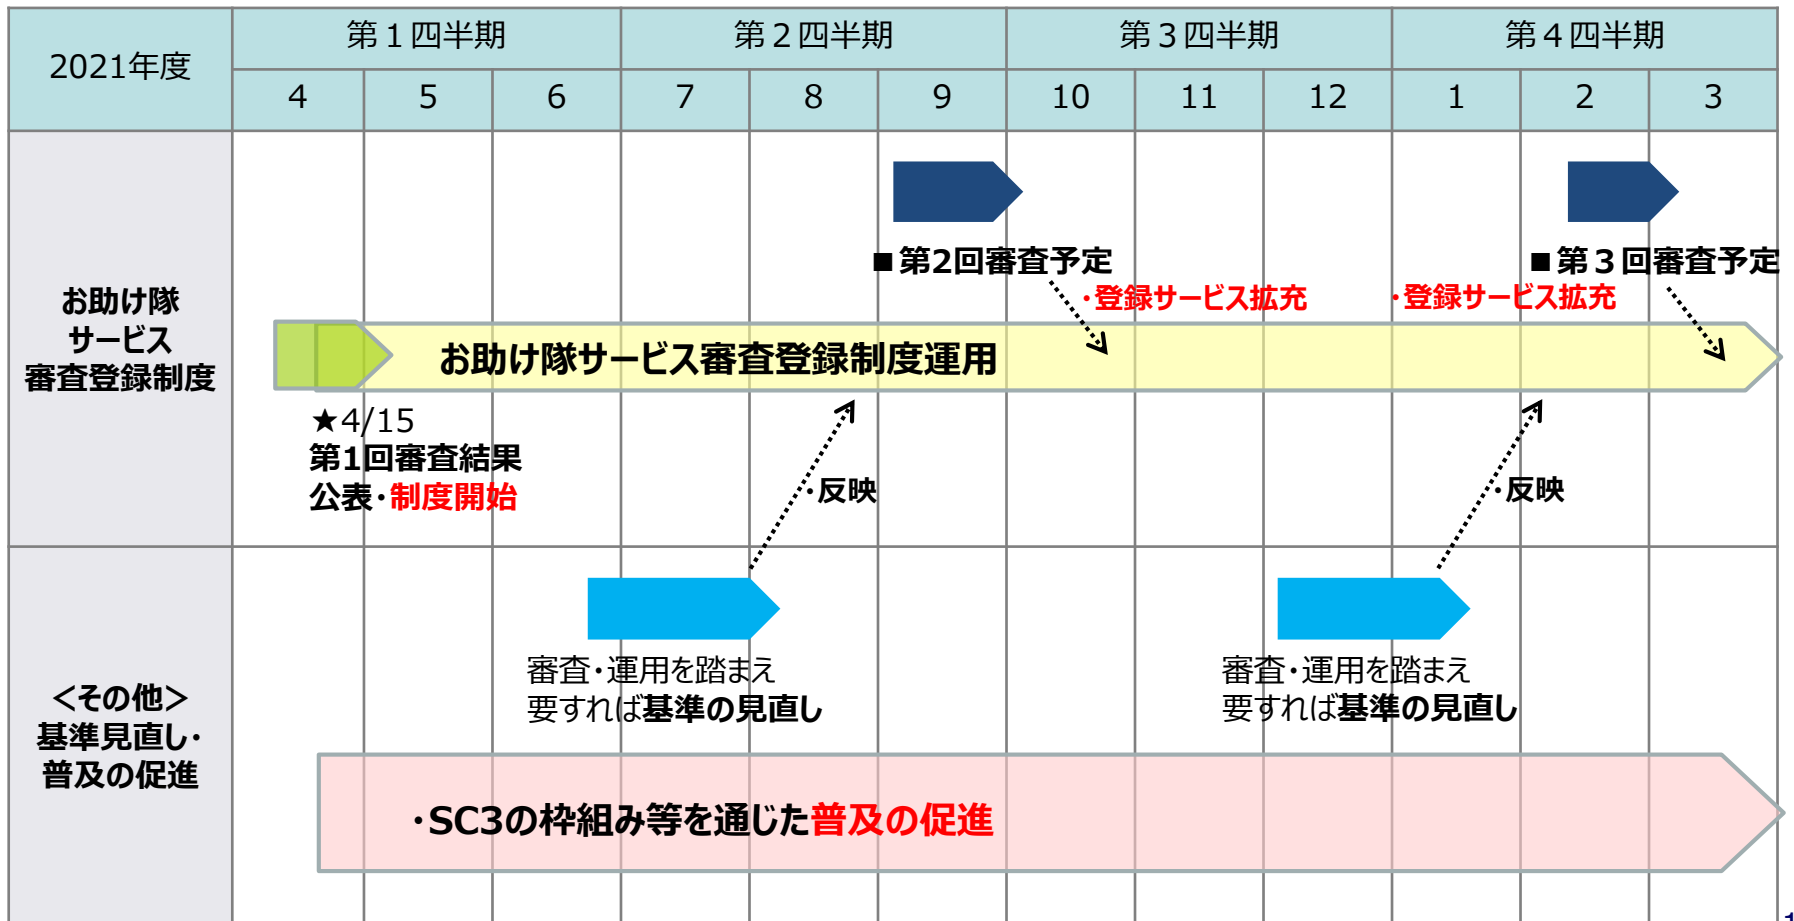 2021年度
第１四半期
第２四半期
第３四半期
第４四半期
4
5
6
7
8
9
10
11
12
1
2
3
お助け隊
サービス
審査登録制度
■第2回審査予定
・登録サービス拡充
■第３回審査予定
・登録サービス拡充
お助け隊サービス審査登録制度運用
★4/15
第1回審査結果
公表・制度開始
・反映
・反映
＜その他＞
基準見直し・
普及の促進
審査・運用を踏まえ
要すれば基準の見直し
審査・運用を踏まえ
要すれば基準の見直し
・SC3の枠組み等を通じた普及の促進